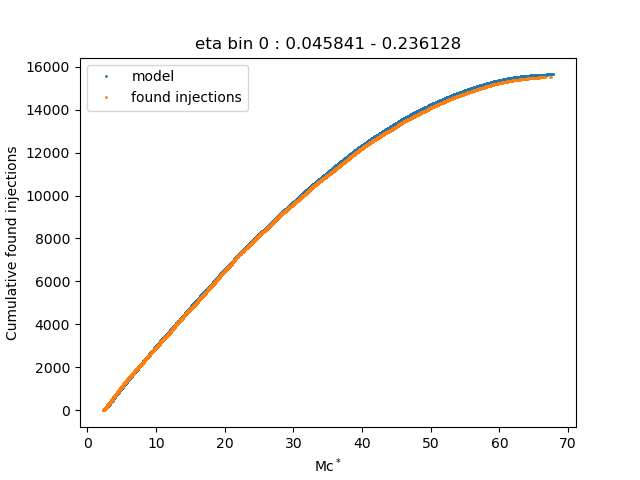 eta bin 0 : 0.045841 - 0.236128
model
found injections
Cumulative found injections
16000
14000
12000
10000
8000
6000
4000
2000
0
0 10 20 30 40 50 60 70
Mc*